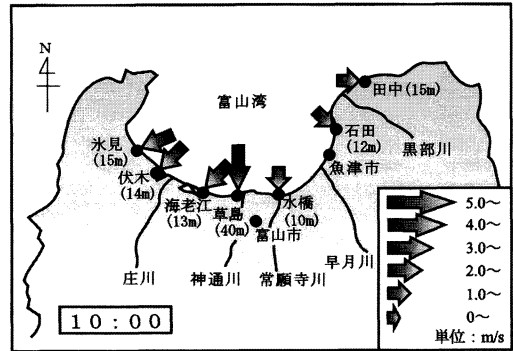 N
富山湾
田中(15m)
石田
(12m)
黒部川
魚津市
氷見
(15m)
伏木
(14m)
海老江
(13m)
草島
(40m)
水橋
(10m)
富山市
早月川
庄川
神通川
常願寺川
10:00
5.0～
4.0～
3.0～
2.0～
1.0～
0～
単位:m/s